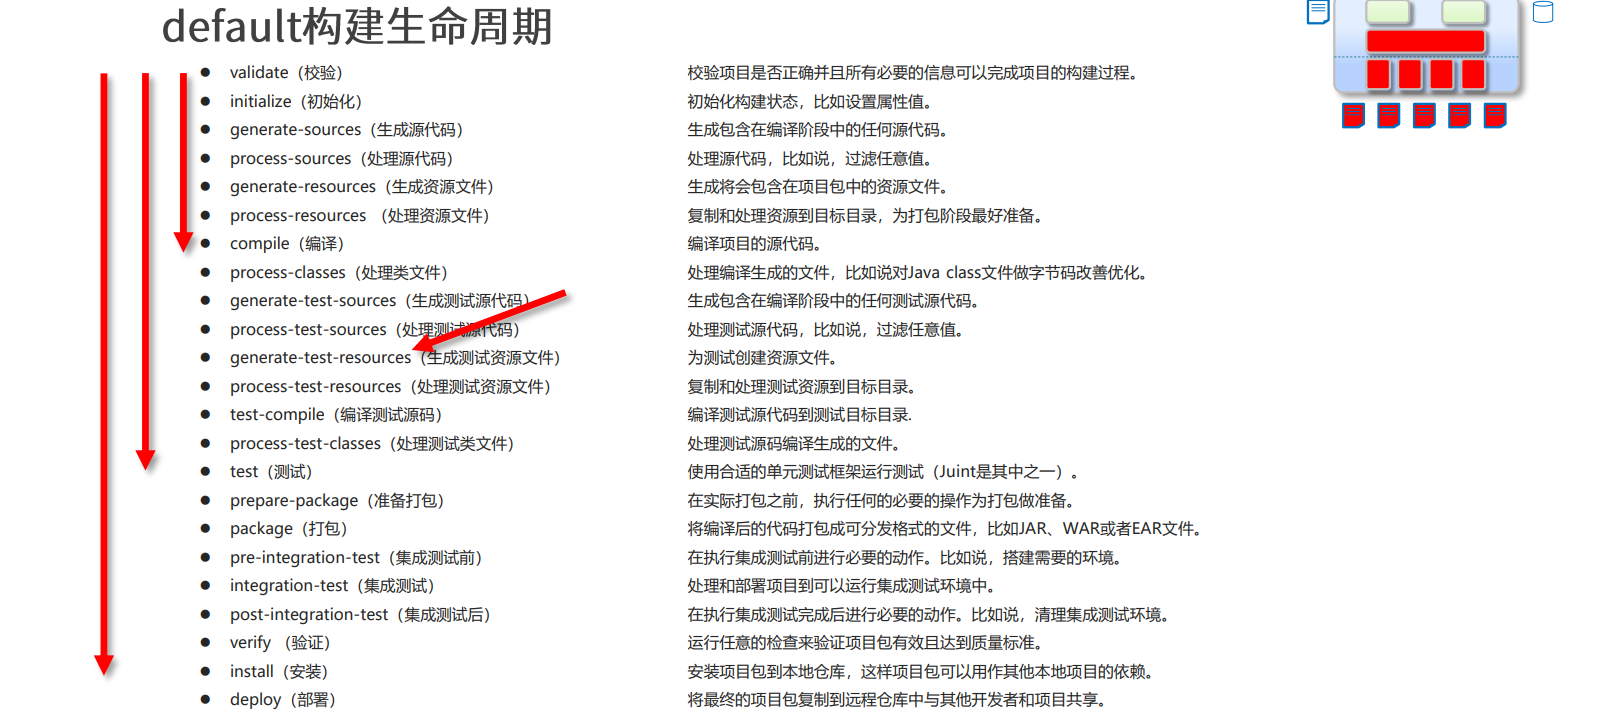 default构建生命周期
validate（校验） 校验项目是否正确并且所有必要的信息可以完成项目的构建过程。
initialize（初始化） 初始化构建状态，比如设置属性值。
generate-sources（生成源代码） 生成包含在编译阶段中的任何源代码。
process-sources（处理源代码） 处理源代码，比如说，过滤任意值。
generate-resources（生成资源文件） 生成将会包含在项目包中的资源文件。
process-resources （处理资源文件） 复制和处理资源到目标目录，为打包阶段最好准备。
compile（编译） 编译项目的源代码。
process-classes（处理类文件） 处理编译生成的文件，比如说对Java class文件做字节码改善优化。
generate-test-sources（生成测试源代码） 生成包含在编译阶段中的任何测试源代码。
process-test-sources（处理测试源代码） 处理测试源代码，比如说，过滤任意值。
generate-test-resources（生成测试资源文件） 为测试创建资源文件。
process-test-resources（处理测试资源文件） 复制和处理测试资源到目标目录。
test-compile（编译测试源码） 编译测试源代码到测试目标目录.
process-test-classes（处理测试类文件） 处理测试源码编译生成的文件。
test（测试） 使用合适的单元测试框架运行测试（Juint是其中之一）。
prepare-package（准备打包） 在实际打包之前，执行任何的必要的操作为打包做准备。
package（打包） 将编译后的代码打包成可分发格式的文件，比如JAR、WAR或者EAR文件。
pre-integration-test（集成测试前） 在执行集成测试前进行必要的动作。比如说，搭建需要的环境。
integration-test（集成测试） 处理和部署项目到可以运行集成测试环境中。
post-integration-test（集成测试后） 在执行集成测试完成后进行必要的动作。比如说，清理集成测试环境。
verify （验证） 运行任意的检查来验证项目包有效且达到质量标准。
install（安装） 安装项目包到本地仓库，这样项目包可以用作其他本地项目的依赖。
deploy（部署） 将最终的项目包复制到远程仓库中与其他开发者和项目共享。